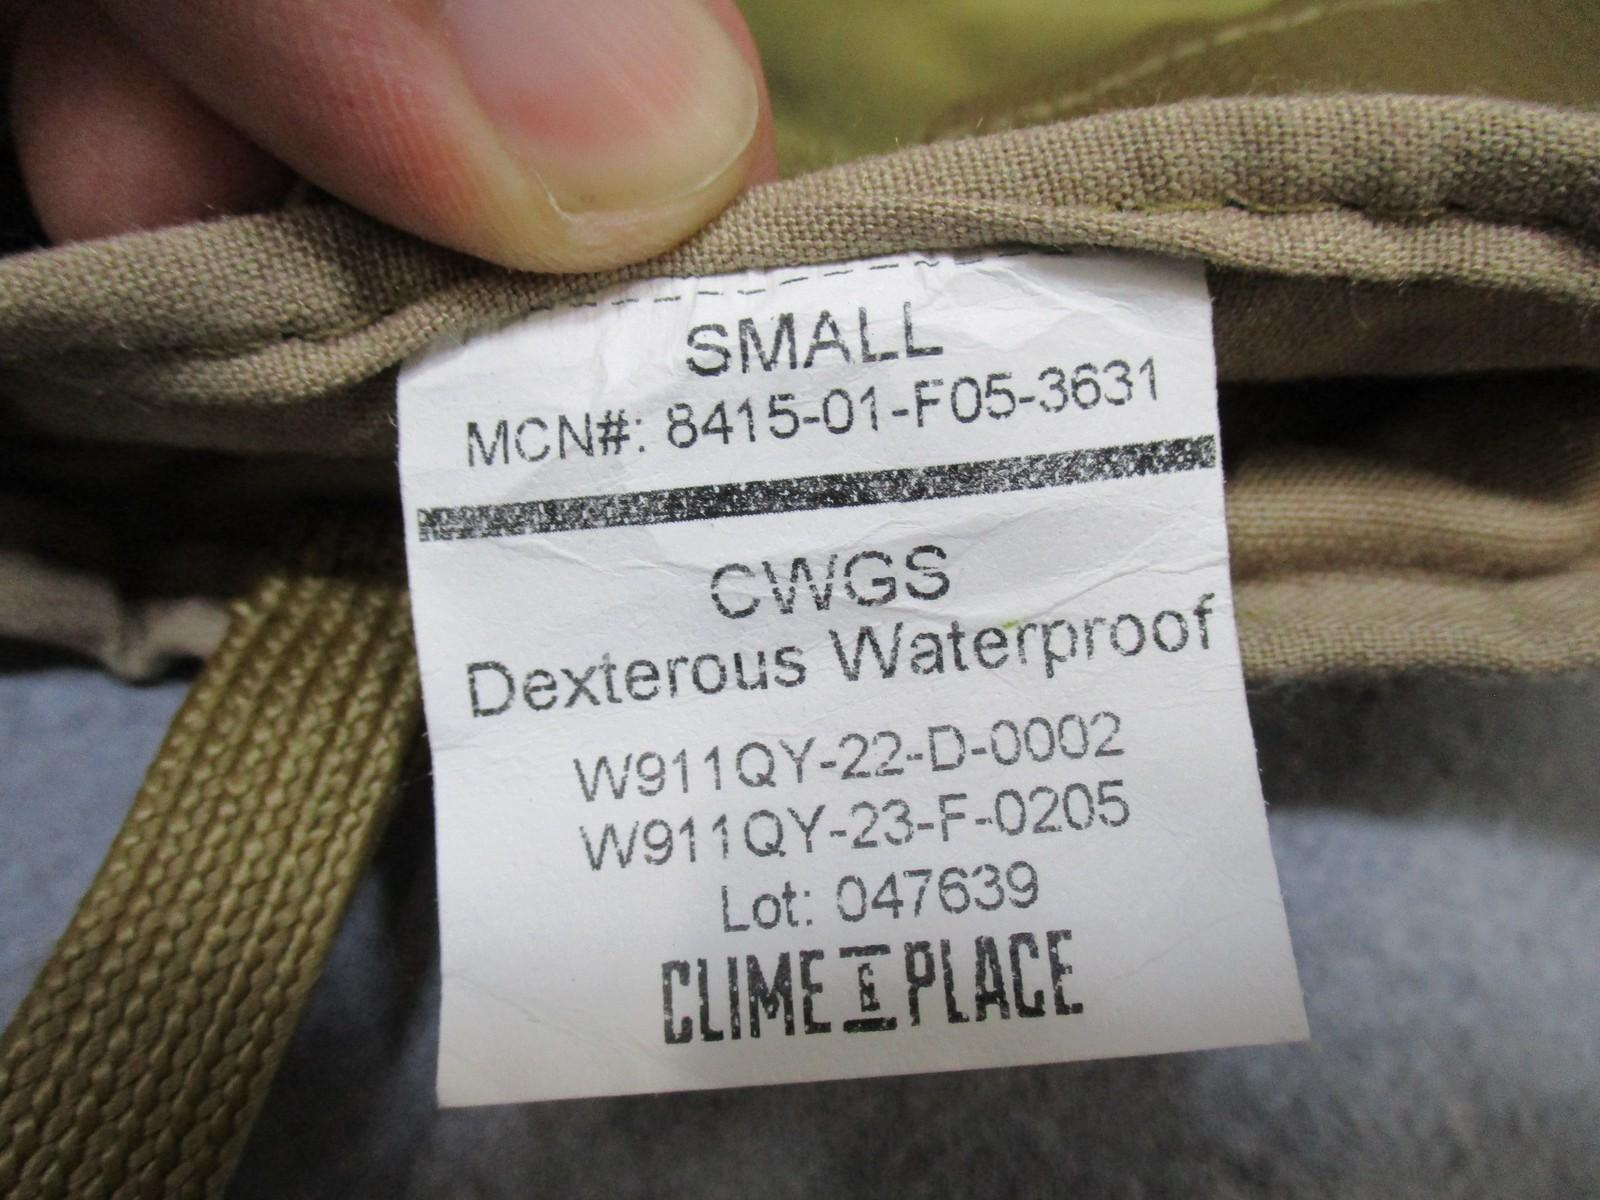 SMALL
MCN#: 8415-01-F05-3631
CWGS
Dexterous Waterproof
W911QY-22-D-0002
W911QY-23-F-0205
Lot: 047639
CLIME & PLACE